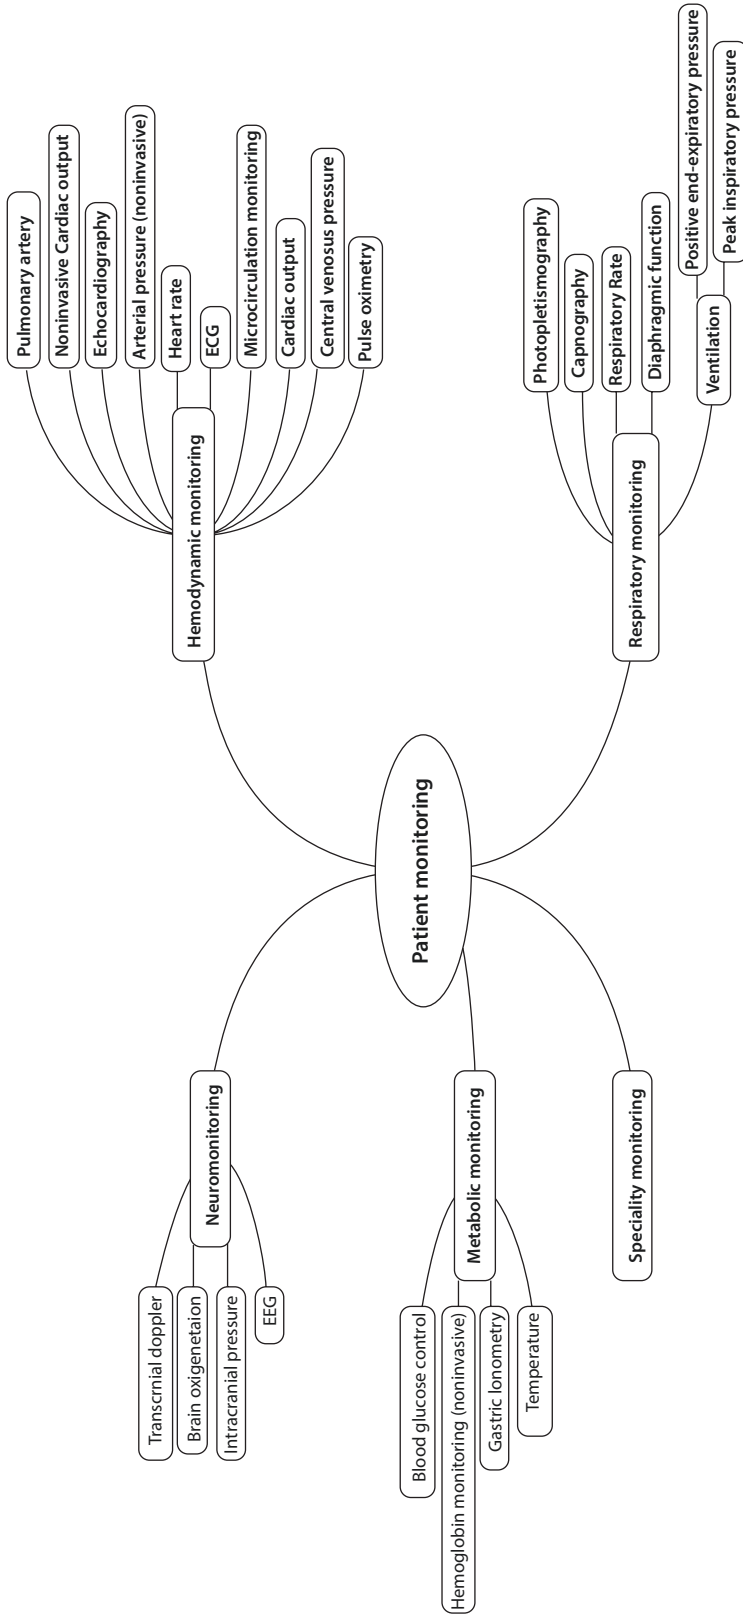 Patient monitoring
Neuromonitoring
Transcrnial doppler
Brain oxigenetaion
Intracranial pressure
EEG
Metabolic monitoring
Blood glucose control
Hemoglobin monitoring (noninvasive)
Gastric Ionometry
Temperature
Speciality monitoring
Hemodynamic monitoring
Pulmonary artery
Noninvasive Cardiac output
Echocardiography
Arterial pressure (noninvasive)
Heart rate
ECG
Microcirculation monitoring
Cardiac output
Central venosus pressure
Pulse oximetry
Respiratory monitoring
Photopletismography
Capnography
Respiratory Rate
Diaphragmic function
Ventilation
Positive end-expiratory pressure
Peak inspiratory pressure